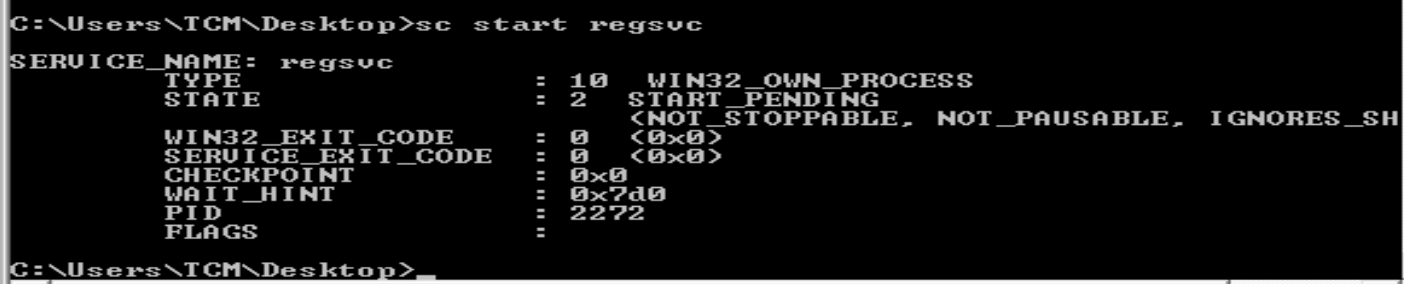 C:\Users\TCM\Desktop>sc start regsvc
SERVICE_NAME: regsvc
TYPE : 10 WIN32_OWN_PROCESS
STATE : 2 START_PENDING
(NOT_STOPPABLE, NOT_PAUSABLE, IGNORES_SH
WIN32_EXIT_CODE : 0 (0x0)
SERVICE_EXIT_CODE : 0 (0x0)
CHECKPOINT : 0x0
WAIT_HINT : 0x7d0
PID : 2272
FLAGS :
C:\Users\TCM\Desktop>_